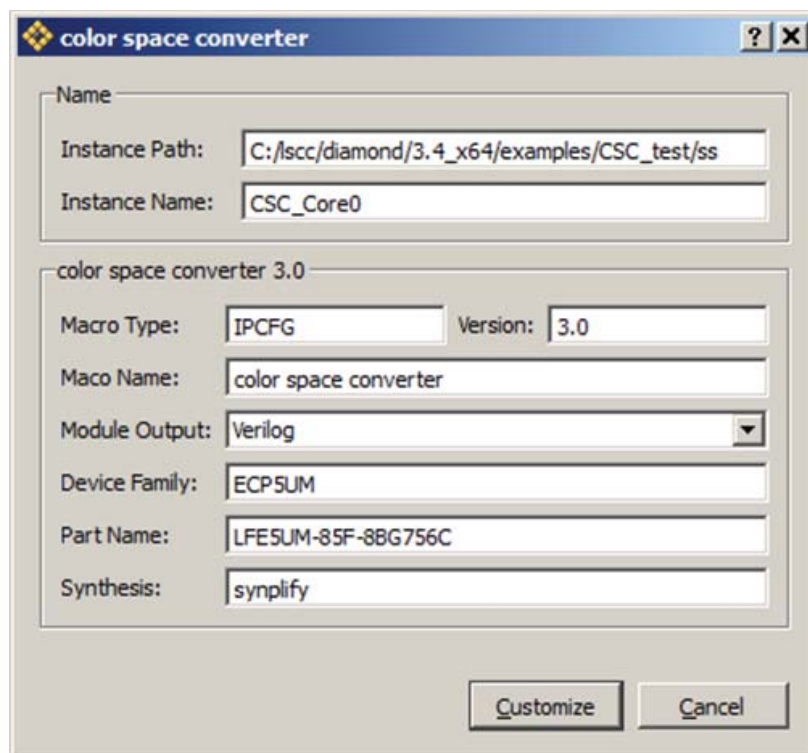 color space converter
Name
Instance Path: C:/lscc/diamond/3.4_x64/examples/CSC_test/ss
Instance Name: CSC_Core0
color space converter 3.0
Macro Type: IPCFG Version: 3.0
Maco Name: color space converter
Module Output: Verilog
Device Family: ECP5UM
Part Name: LFE5UM-85F-8BG756C
Synthesis: synplify
Customize Cancel